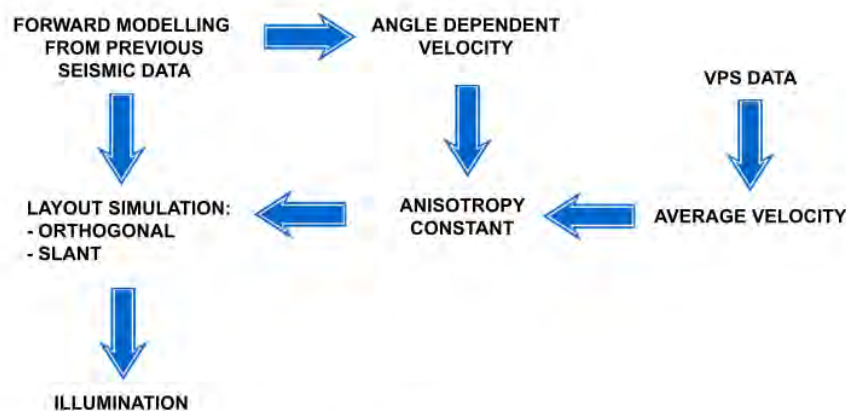 FORWARD MODELLING
FROM PREVIOUS
SEISMIC DATA
ANGLE DEPENDENT
VELOCITY
VPS DATA
LAYOUT SIMULATION:
- ORTHOGONAL
- SLANT
ANISOTROPY
CONSTANT
AVERAGE VELOCITY
ILLUMINATION